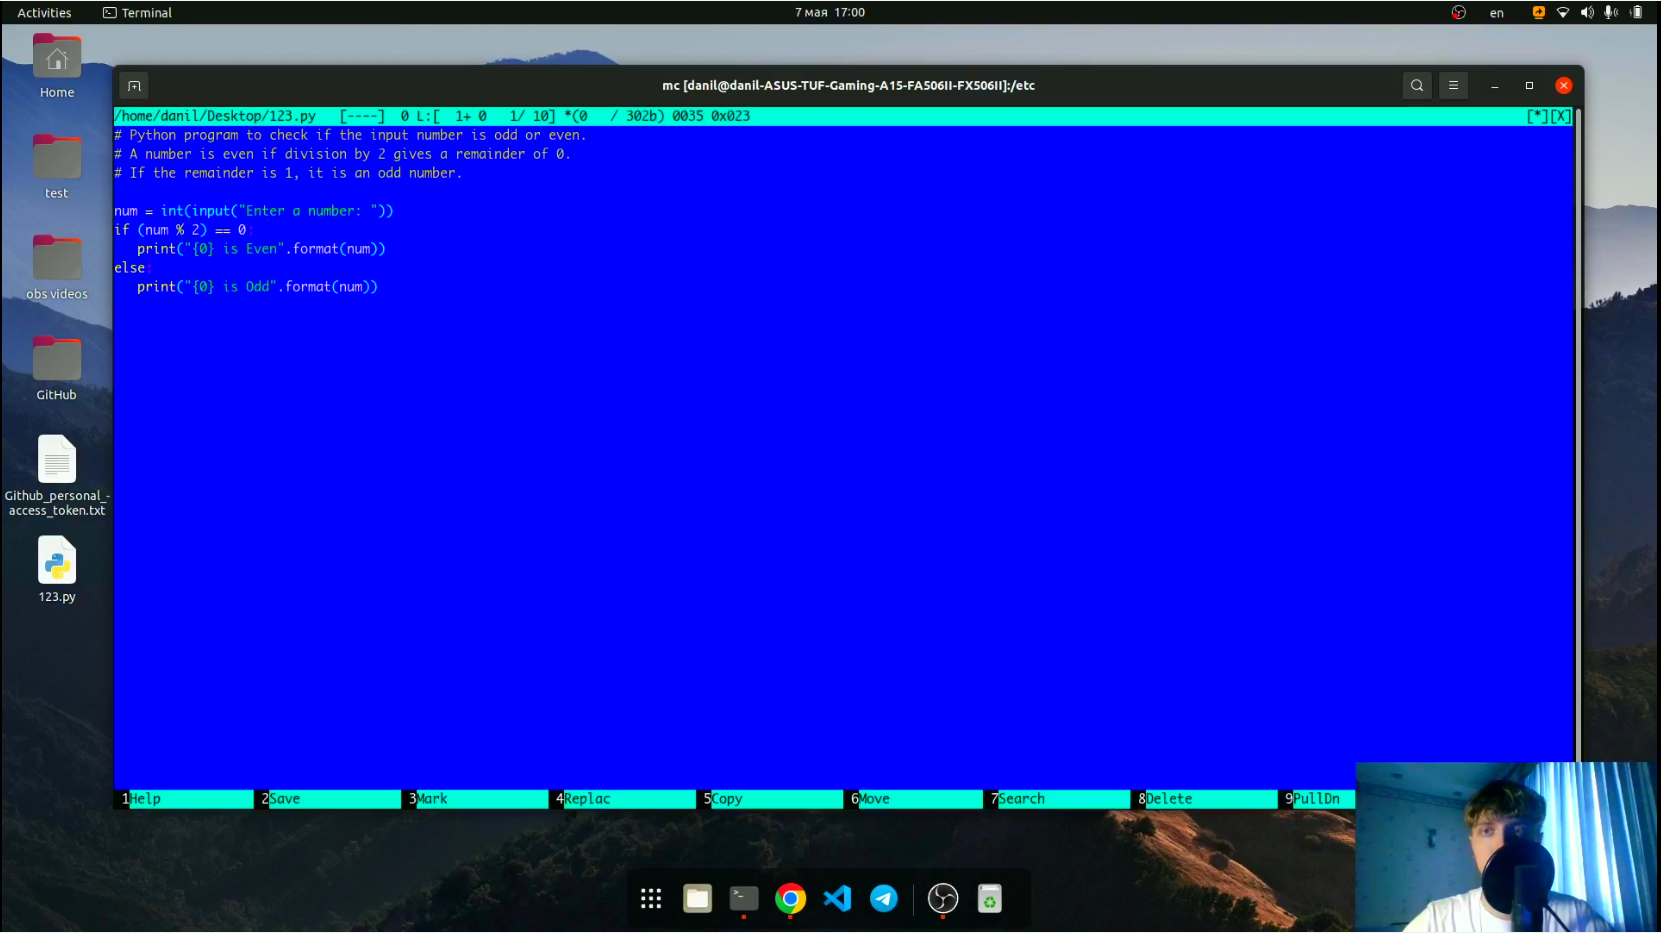 Activities
Terminal
7 мая 17:00
en
Home
test
obs videos
GitHub
Github_personal_-
access_token.txt
123.py
mc [danil@danil-ASUS-TUF-Gaming-A15-FA506II-FX506II]:/etc
/home/danil/Desktop/123.py [----] 0 L:[ 1+ 0 1/ 10] *(0 / 302b) 0035 0x023 [*][X]
# Python program to check if the input number is odd or even.
# A number is even if division by 2 gives a remainder of 0.
# If the remainder is 1, it is an odd number.
num = int(input("Enter a number: "))
if (num % 2) == 0:
print("{0} is Even".format(num))
else:
print("{0} is Odd".format(num))
1Help 2Save 3Mark 4Replac 5Copy 6Move 7Search 8Delete 9PullDn